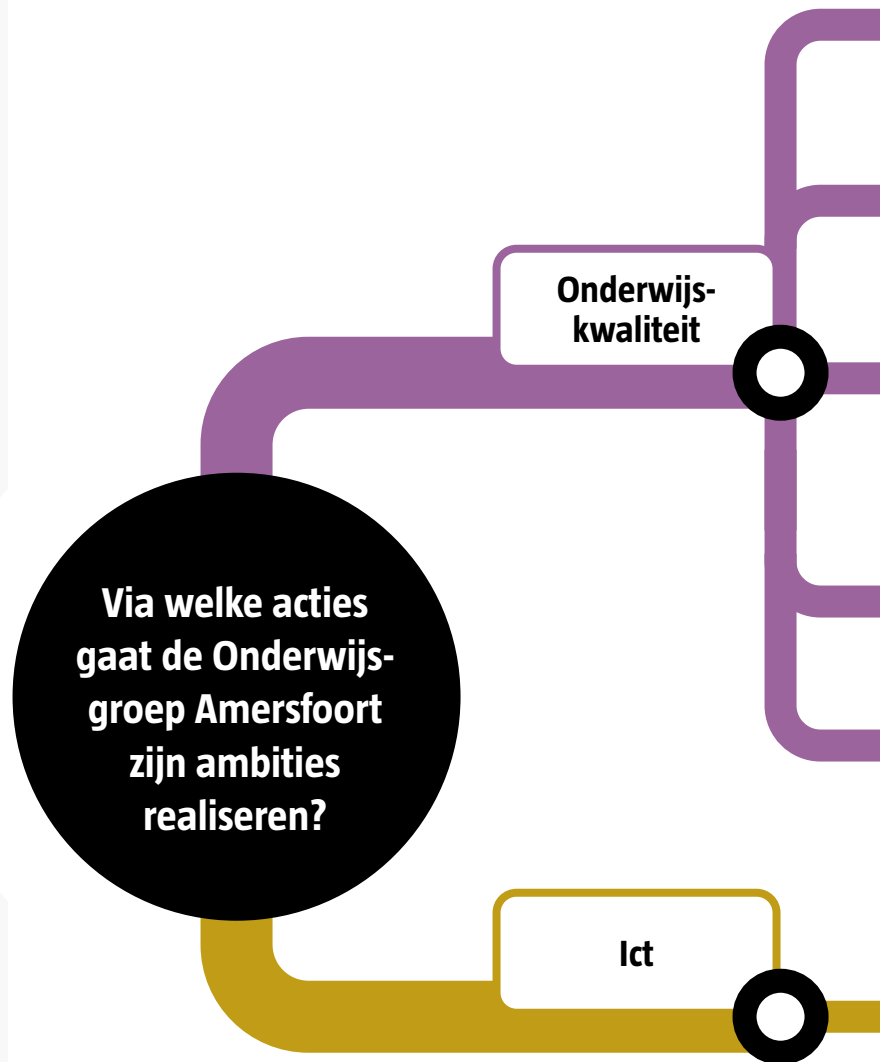 Onderwijs-
kwaliteit
Via welke acties
gaat de Onderwijs-
groep Amersfoort
zijn ambities
realiseren?
Ict